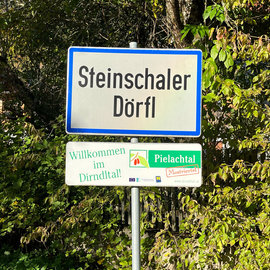 Steinschaler
Dörfl
Willkommen
im
Dirndltal!
Pielachtal
Mostviertel